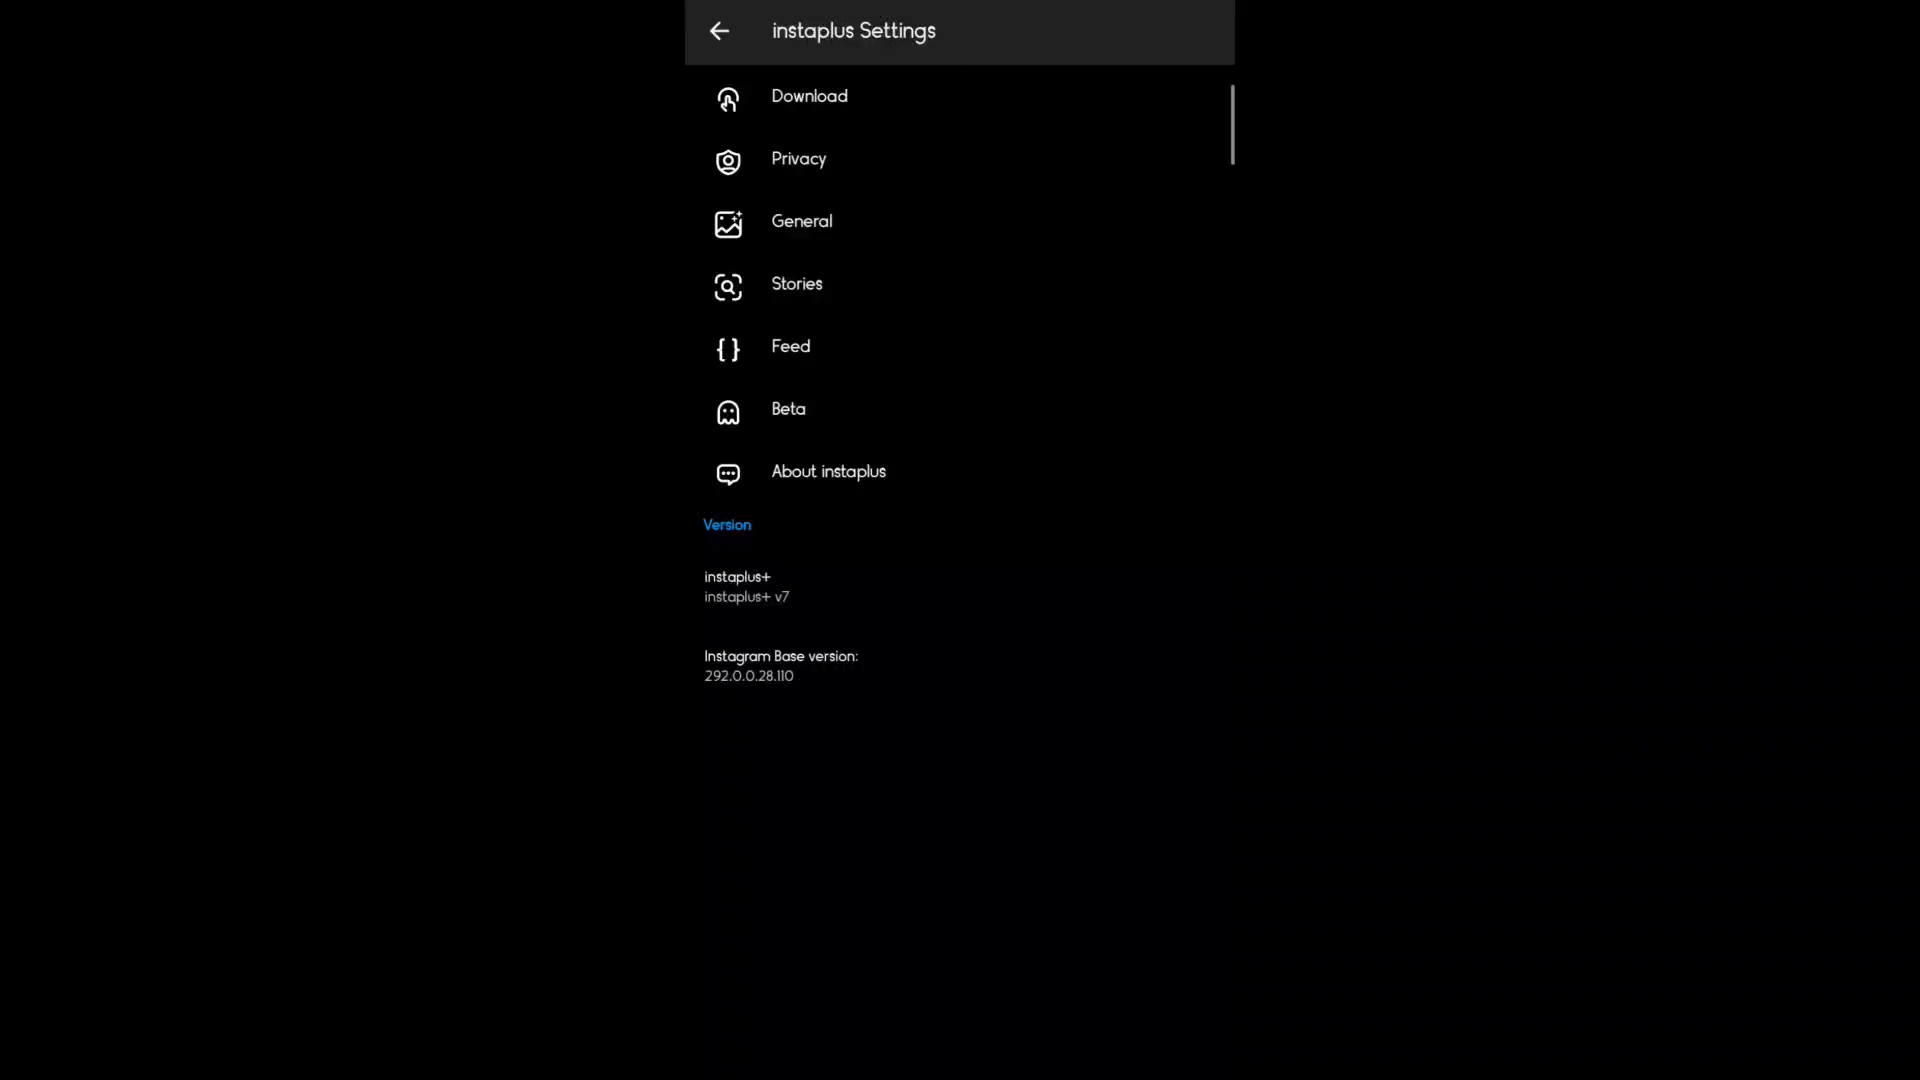 instaplus Settings
Download
Privacy
General
Stories
Feed
Beta
About instaplus
Version
instaplus+
instaplus+ v7
Instagram Base version:
292.0.0.28.110